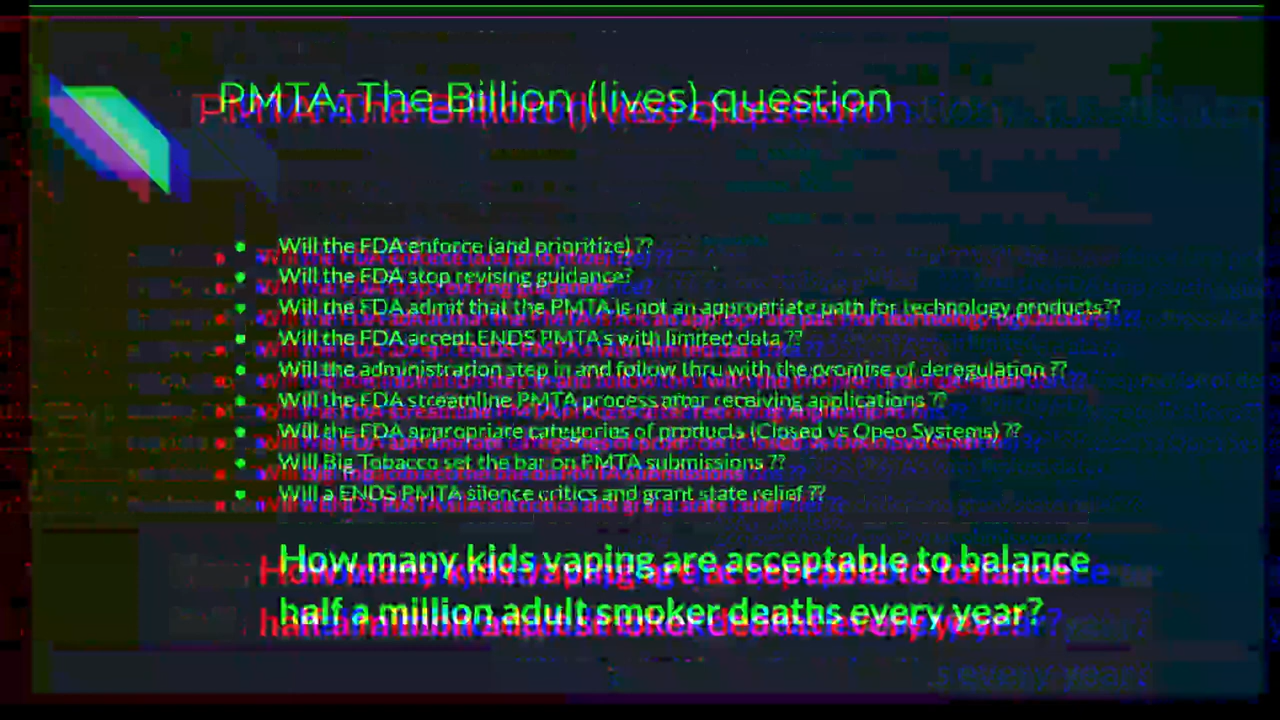 PMTA: The Billion (lives) question
Will the FDA enforce (and prioritize) ??
Will the FDA stop revising guidance?
Will the FDA admit that the PMTA is not an appropriate path for technology products??
Will the FDA accept ENDS PMTA's with limited data ??
Will the administration step in and follow thru with the promise of deregulation ??
Will the FDA streamline PMTA process after receiving applications ??
Will the FDA appropriate categories of products (Closed vs Open Systems) ??
Will Big Tobacco set the bar on PMTA submissions ??
Will a ENDS PMTA silence critics and grant state relief ??
How many kids vaping are acceptable to balance
half a million adult smoker deaths every year?